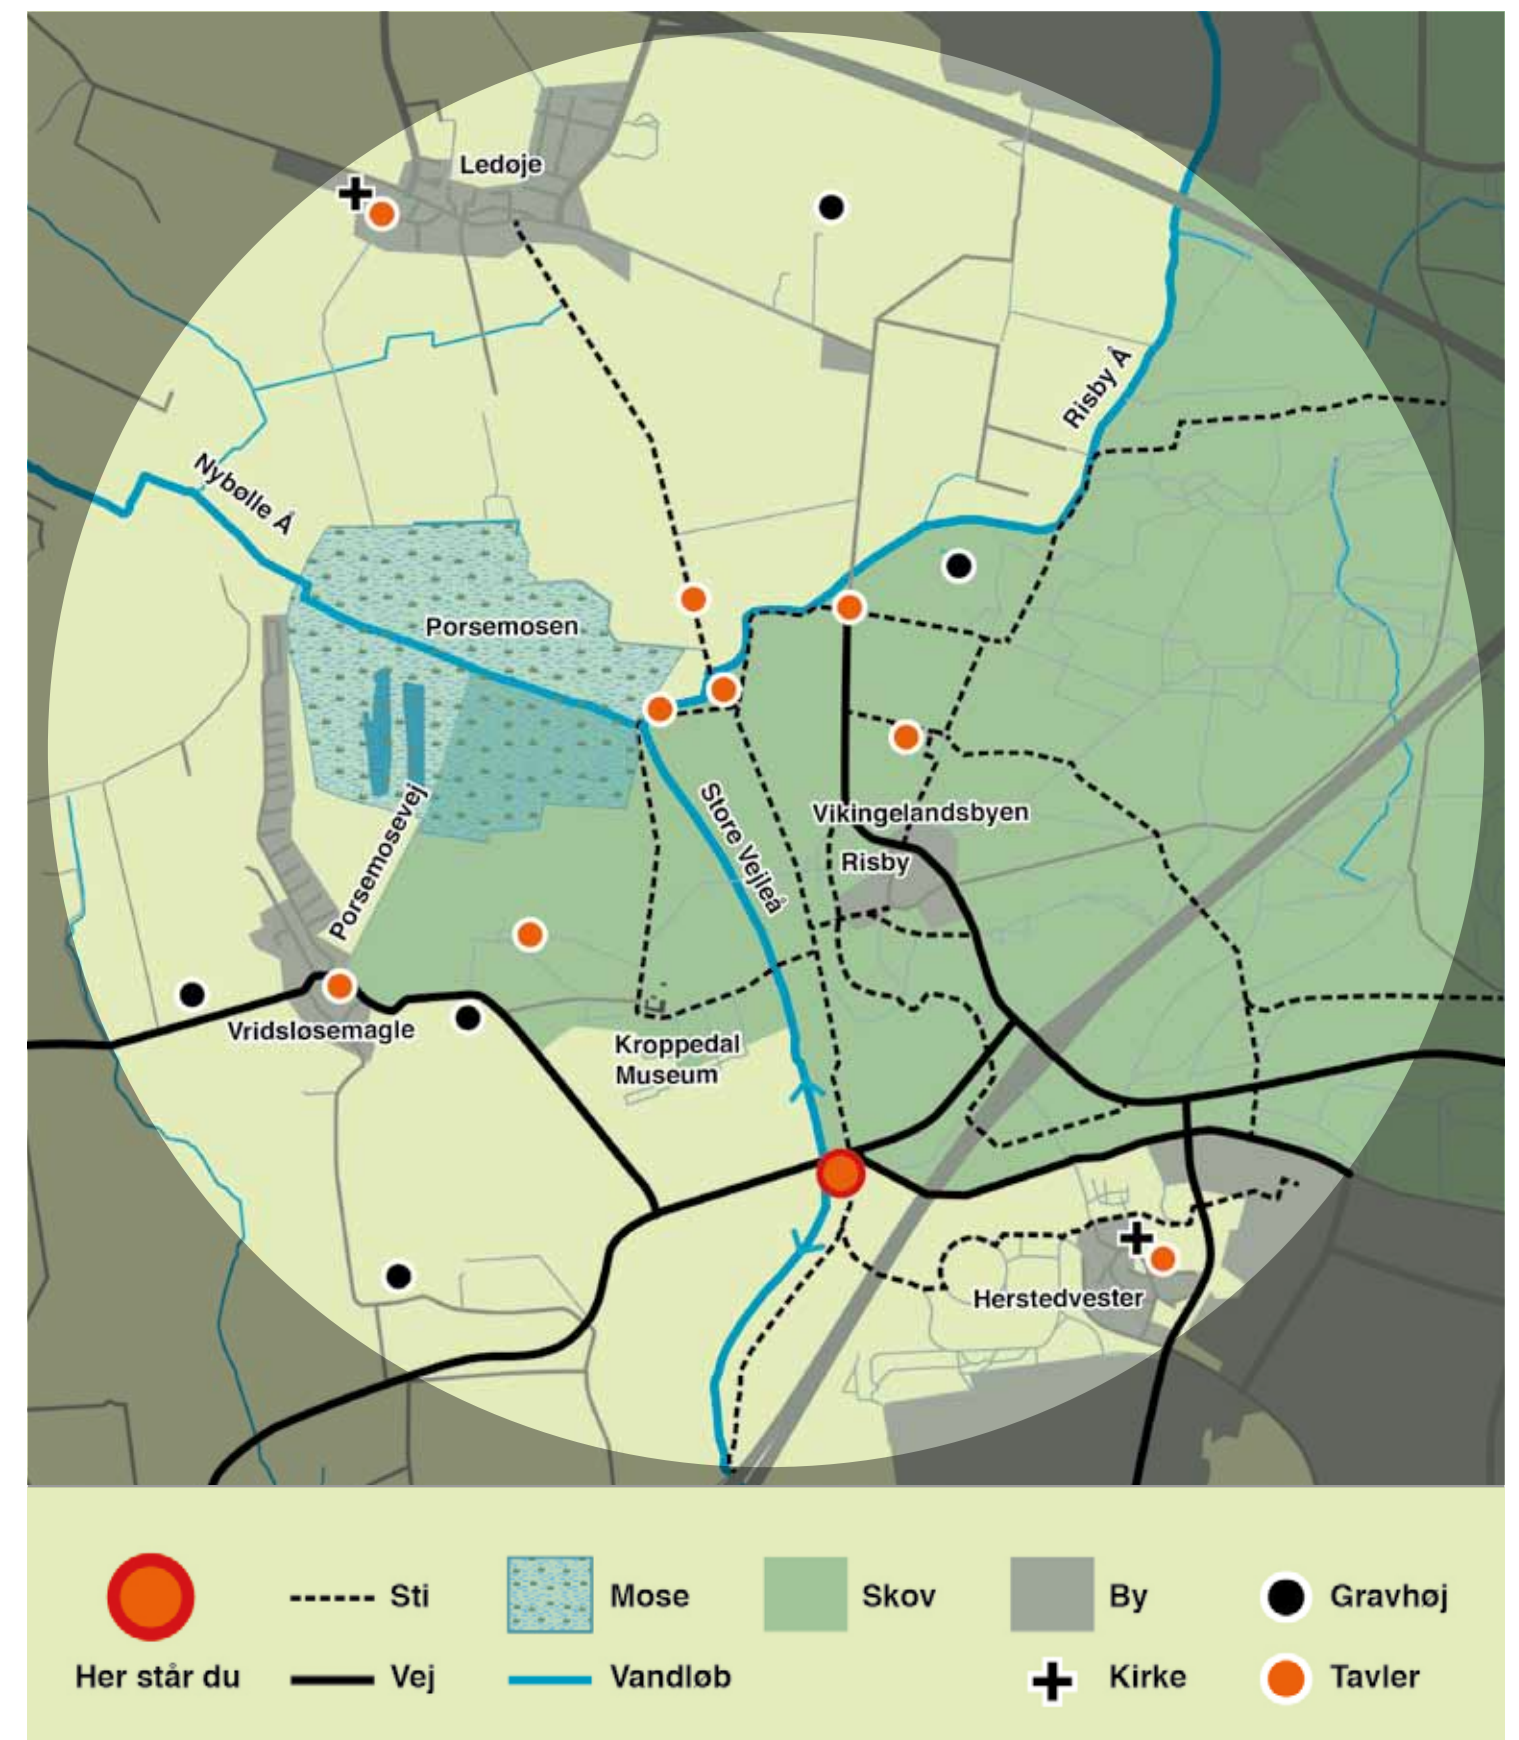 Ledøje
Risby Å
Nybølle Å
Porsemosen
Porsemosevej
Store Vejleå
Vikingelandsbyen
Risby
Vridsløsemagle
Kroppedal
Museum
Herstedvester
Sti
Mose
Skov
By
Gravhøj
Her står du
Vej
Vandløb
Kirke
Tavler